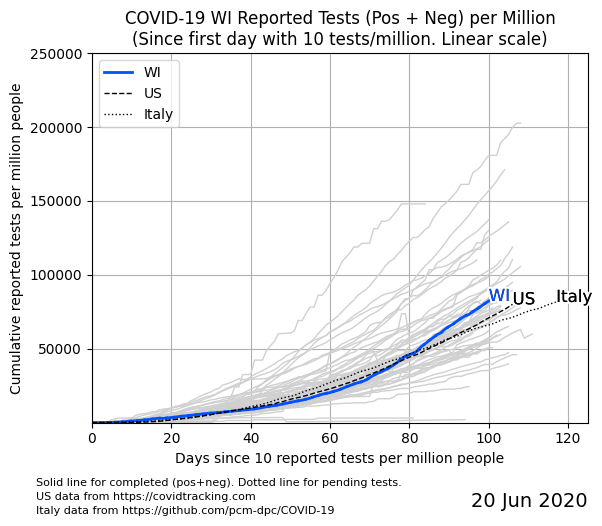 COVID-19 WI Reported Tests (Pos + Neg) per Million
(Since first day with 10 tests/million. Linear scale)
250000
200000
150000
100000
50000
Cumulative reported tests per million people
WI
US
Italy
WI
US
Italy
0 20 40 60 80 100 120
Days since 10 reported tests per million people
Solid line for completed (pos+neg). Dotted line for pending tests.
US data from https://covidtracking.com
Italy data from https://github.com/pcm-dpc/COVID-19
20 Jun 2020